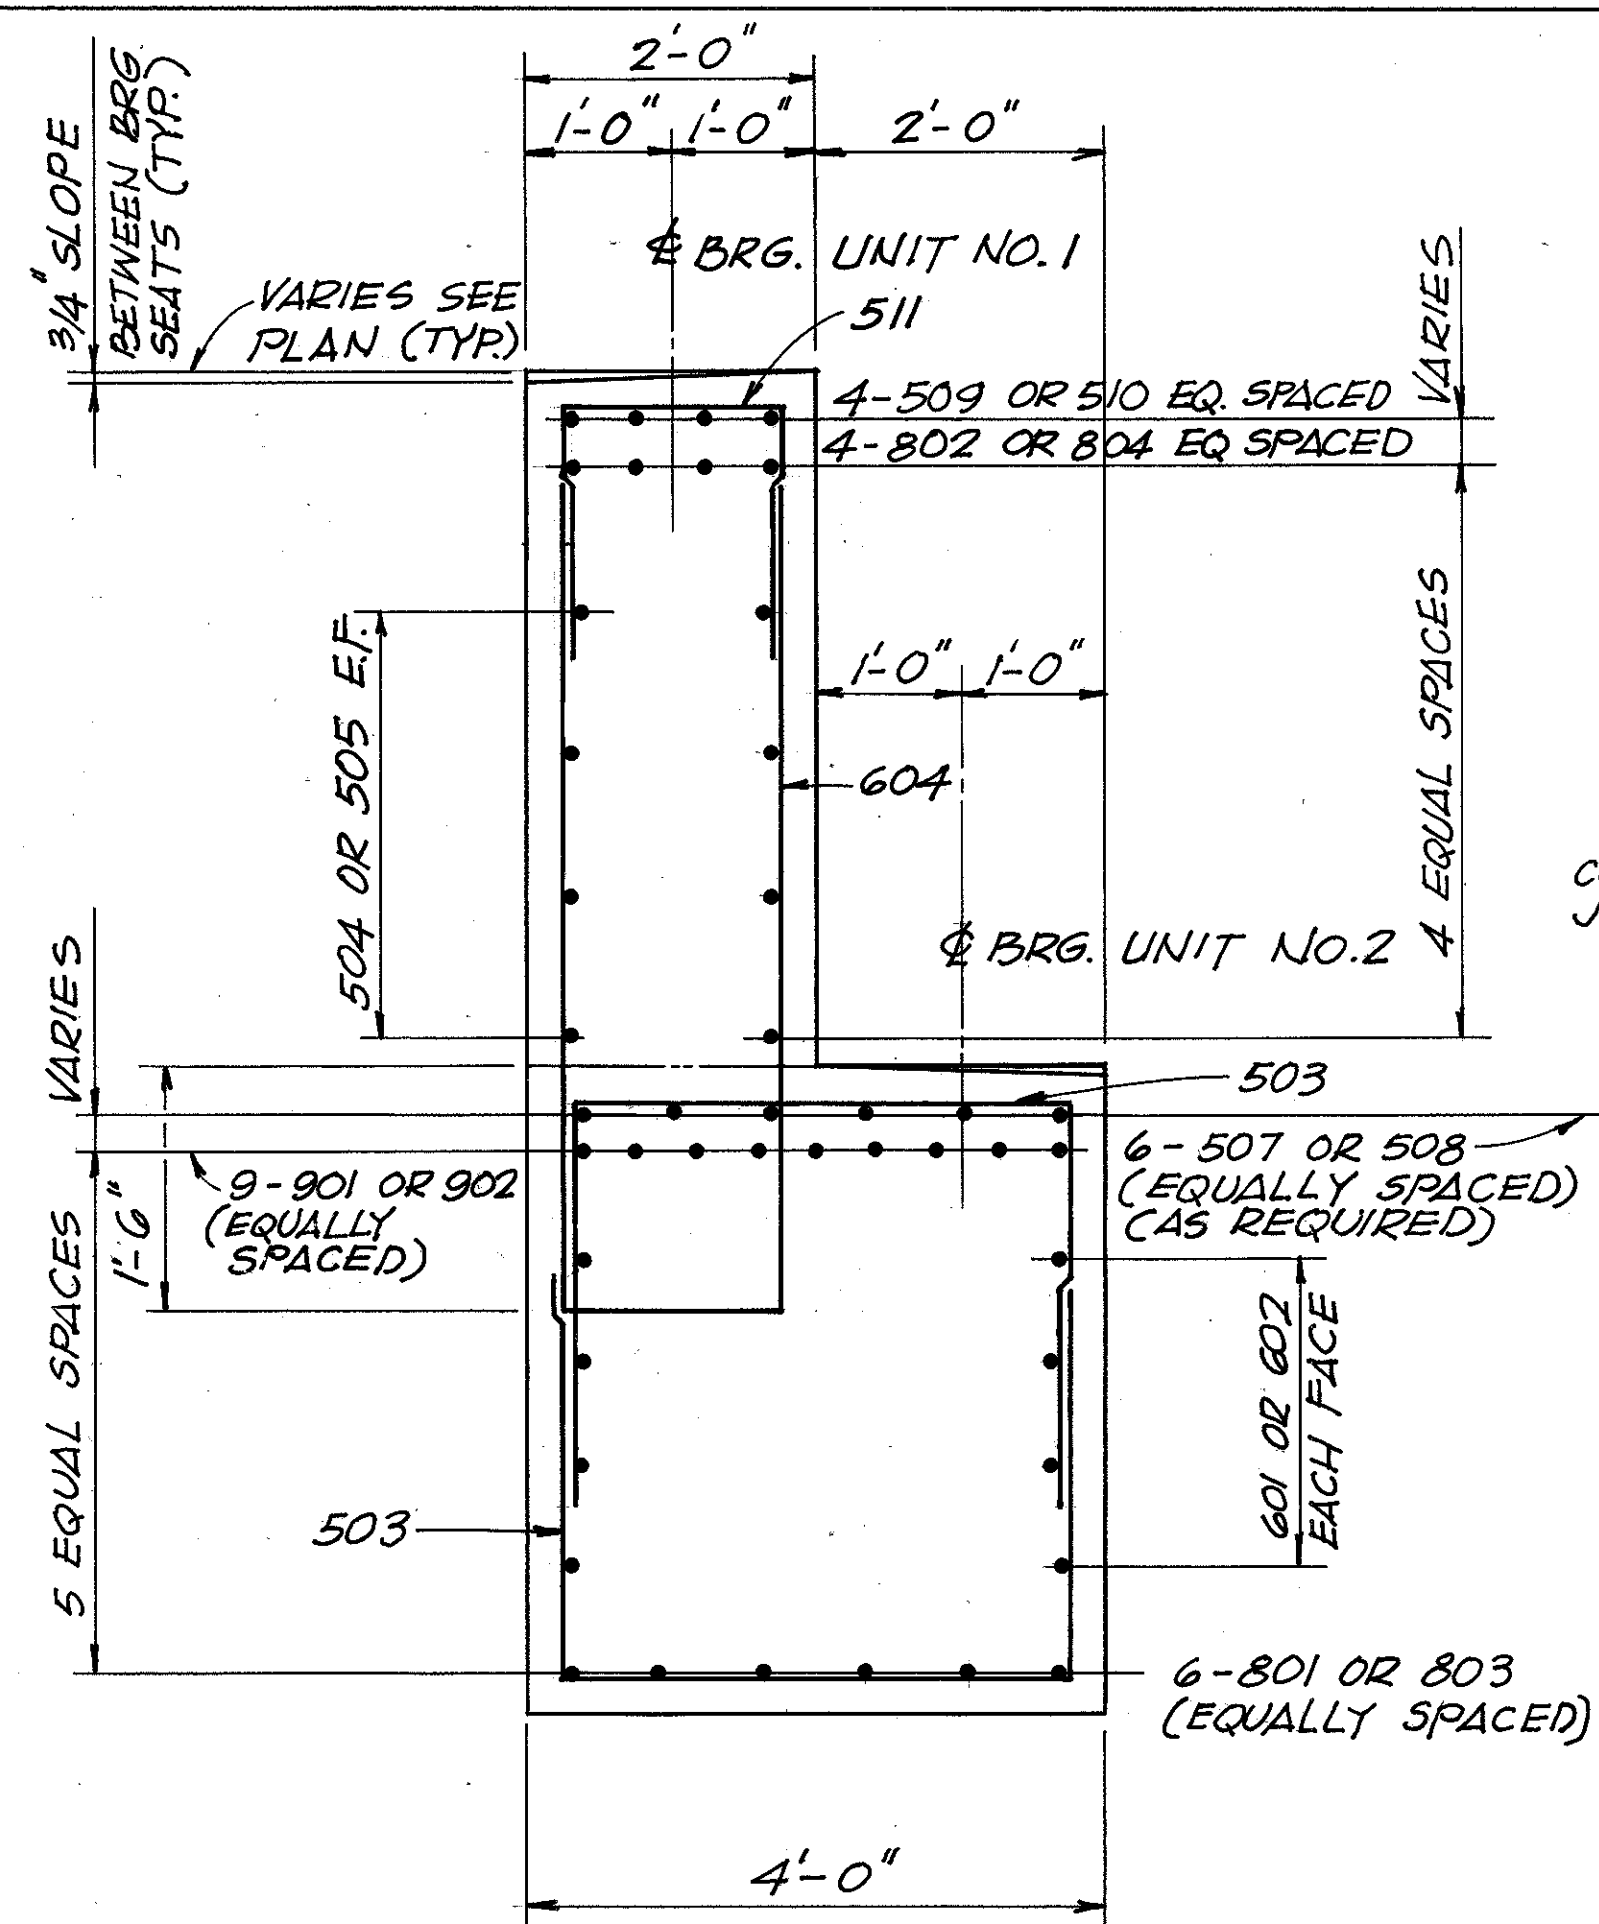 2'-0"
1'-0" 1'-0" 2'-0"
3/4" SLOPE
BETWEEN BRG
SEATS (TYP.)
℄ BRG. UNIT NO. 1
VARIES SEE
PLAN (TYP.)
511
VARIES
4-509 OR 510 EQ. SPACED
4-802 OR 804 EQ SPACED
504 OR 505 E.F.
1'-0" 1'-0"
604
4 EQUAL SPACES
℄ BRG. UNIT NO.2
VARIES
503
9-901 OR 902
(EQUALLY
SPACED)
6-507 OR 508
(EQUALLY SPACED)
(AS REQUIRED)
1'-6"
5 EQUAL SPACES
601 OR 602
EACH FACE
503
6-801 OR 803
(EQUALLY SPACED)
4'-0"